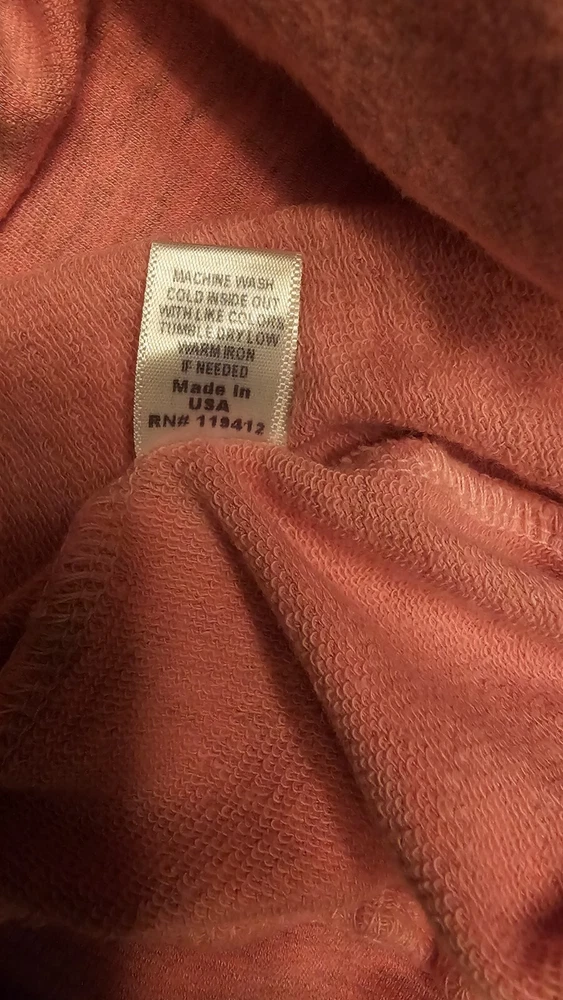 MACHINE WASH
COLD INSIDE OUT
WITH LIKE COLORS
TUMBLE DRY LOW
WARM IRON
IF NEEDED
Made in
USA
RN# 119412